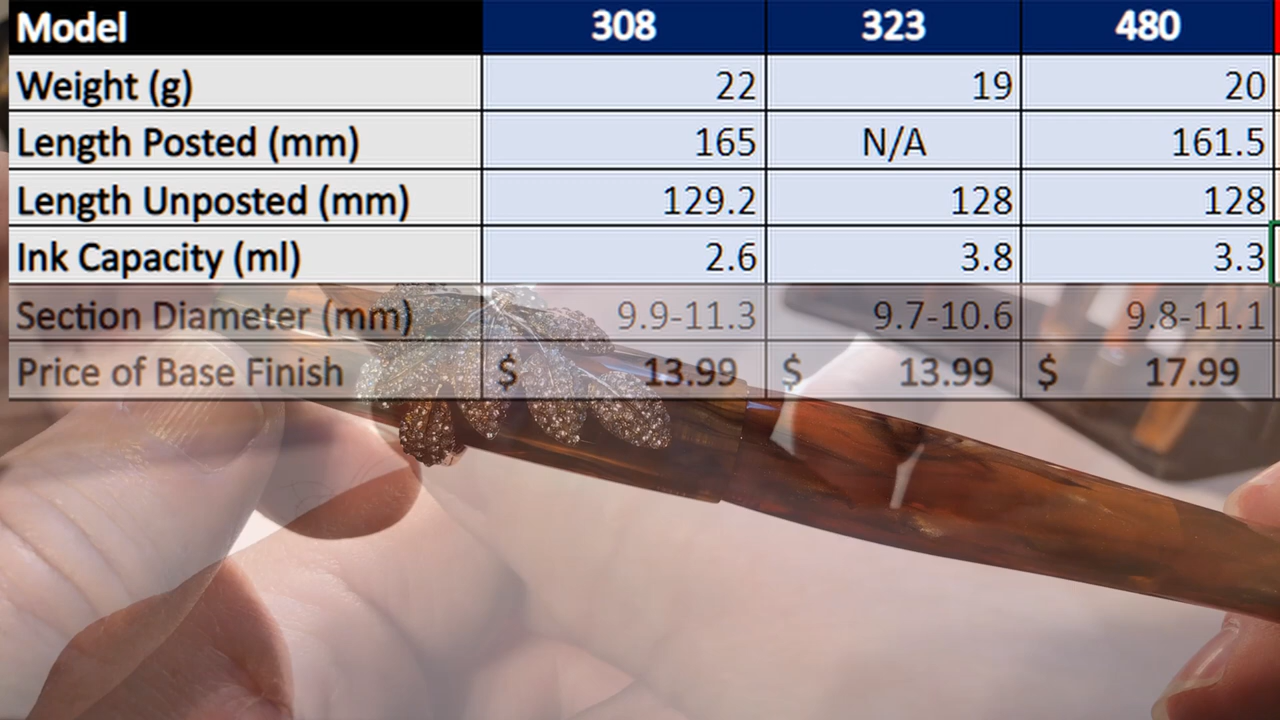 Model 308 323 480
Weight (g) 22 19 20
Length Posted (mm) 165 N/A 161.5
Length Unposted (mm) 129.2 128 128
Ink Capacity (ml) 2.6 3.8 3.3
Section Diameter (mm) 9.9-11.3 9.7-10.6 9.8-11.1
Price of Base Finish $ 13.99 $ 13.99 $ 17.99